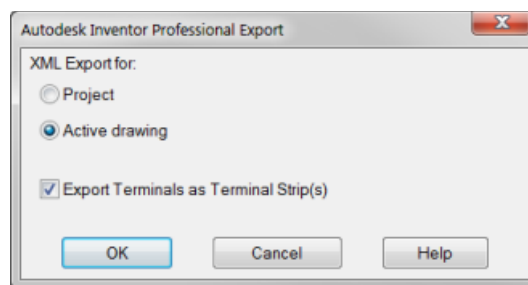 Autodesk Inventor Professional Export
XML Export for:
Project
Active drawing
Export Terminals as Terminal Strip(s)
OK Cancel Help